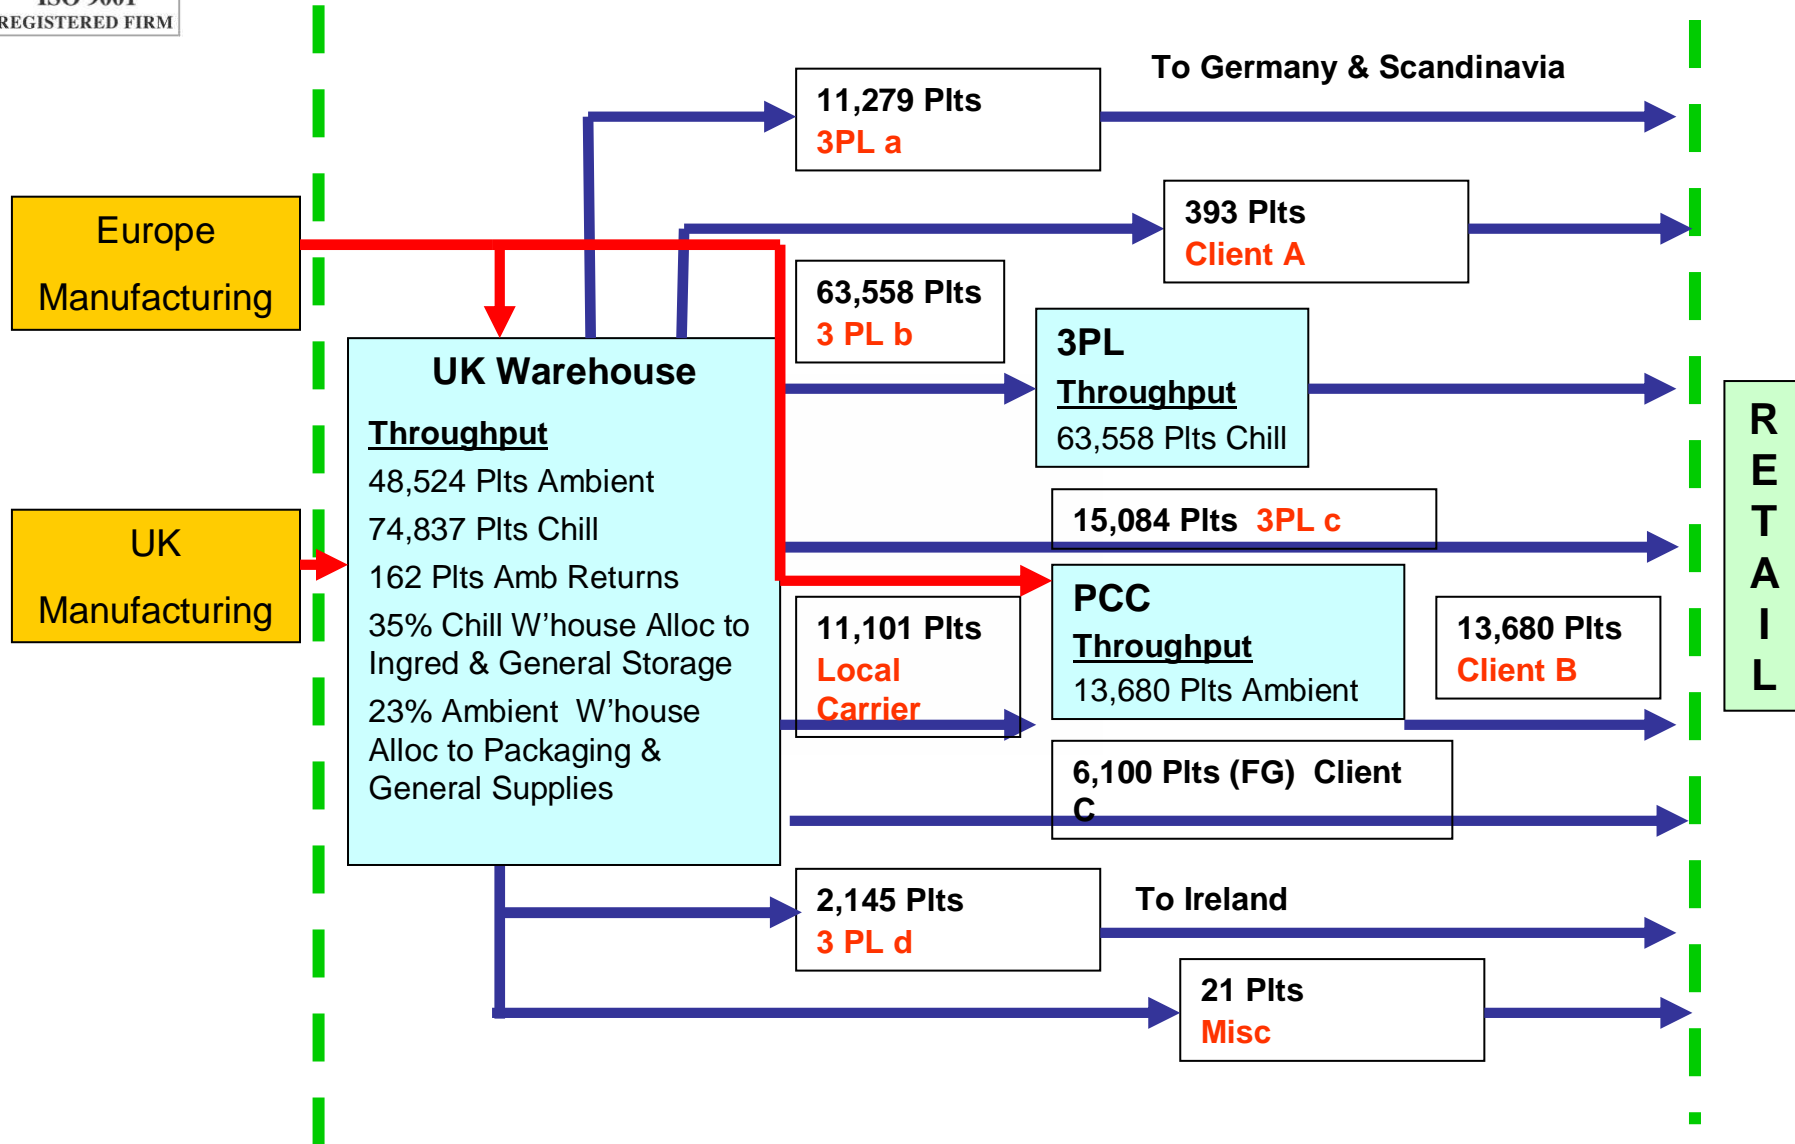 ISO 9001
REGISTERED FIRM
To Germany & Scandinavia
11,279 Plts
3PL a
393 Plts
Client A
Europe
Manufacturing
63,558 Plts
3 PL b
3PL
Throughput
63,558 Plts Chill
UK Warehouse
Throughput
48,524 Plts Ambient
74,837 Plts Chill
162 Plts Amb Returns
35% Chill W'house Alloc to
Ingred & General Storage
23% Ambient  W'house
Alloc to Packaging &
General Supplies
UK
Manufacturing
15,084 Plts  3PL c
PCC
Throughput
13,680 Plts Ambient
11,101 Plts
Local
Carrier
13,680 Plts
Client B
6,100 Plts (FG)  Client
C
2,145 Plts
3 PL d
To Ireland
21 Plts
Misc
R
E
T
A
I
L